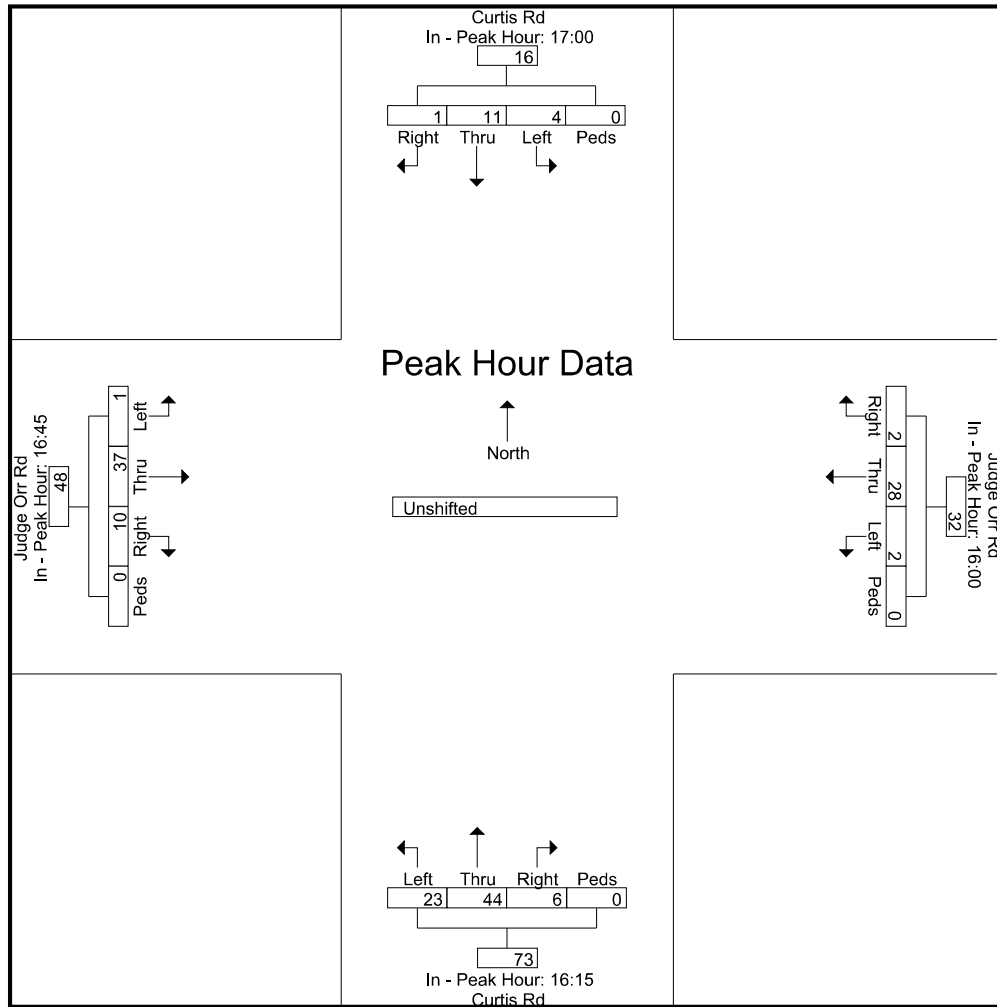 Curtis Rd
In - Peak Hour: 17:00
16
1 11 4 0
Right Thru Left Peds
Peak Hour Data
North
Unshifted
Judge Orr Rd
In - Peak Hour: 16:45
48
1 37 10 0
Left Thru Right Peds
Judge Orr Rd
In - Peak Hour: 16:00
32
2 28 2 0
Right Thru Left Peds
Left Thru Right Peds
23 44 6 0
73
In - Peak Hour: 16:15
Curtis Rd